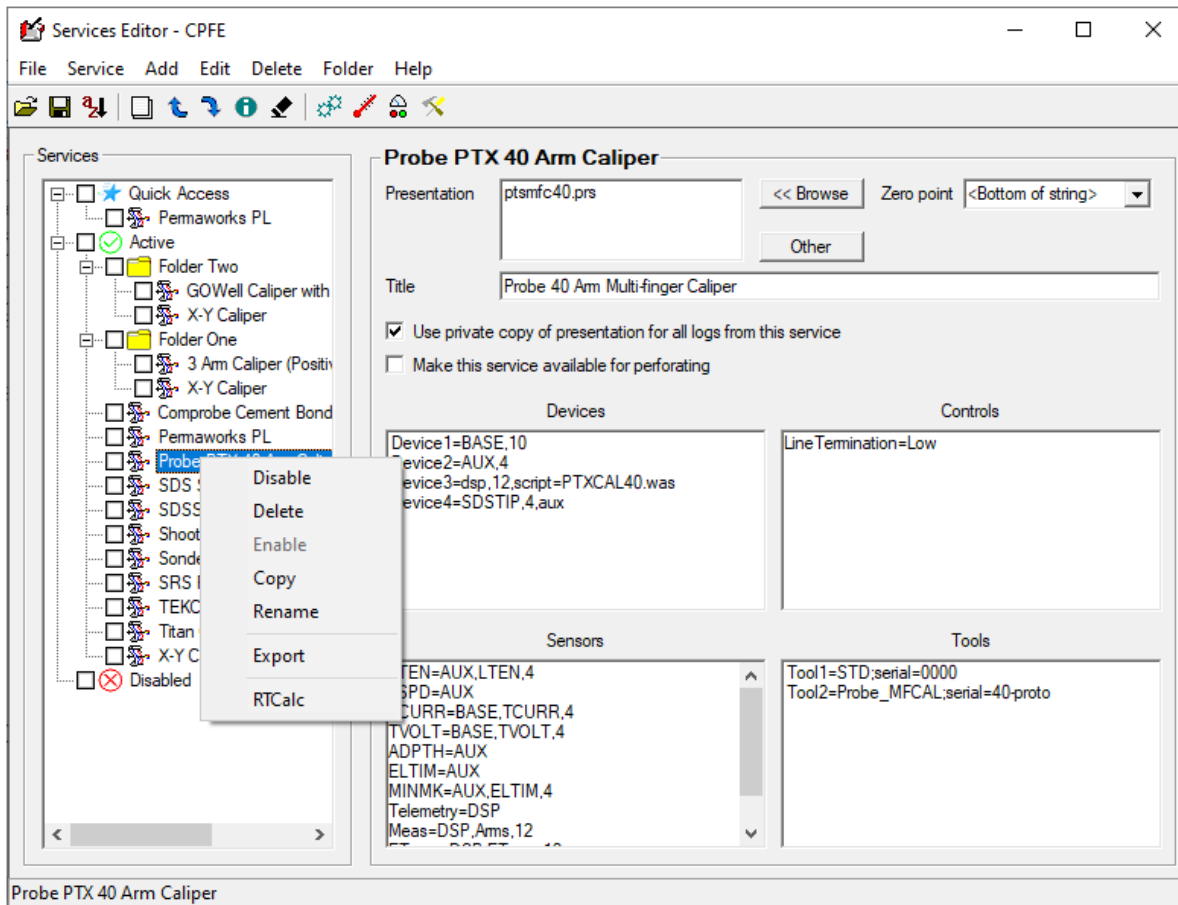 Services Editor - CPFE
File Service Add Edit Delete Folder Help
Services
Quick Access
Permaworks PL
Active
Folder Two
GOWell Caliper with
X-Y Caliper
Folder One
3 Arm Caliper (Positiv
X-Y Caliper
Comprobe Cement Bond
Permaworks PL
Probe
SDS
SDSS
Shoot
Sonde
SRS
TEKC
Titan
X-Y C
Disabled
Disable
Delete
Enable
Copy
Rename
Export
RTCalc
Probe PTX 40 Arm Caliper
Presentation ptsmfc40.prs << Browse Zero point <Bottom of string>
Other
Title Probe 40 Arm Multi-finger Caliper
Use private copy of presentation for all logs from this service
Make this service available for perforating
Devices
Device1=BASE,10
Device2=AUX,4
evice3=dsp,12,script=PTXCAL40.was
evice4=SDSTIP,4,aux
Controls
LineTermination=Low
Sensors
TEN=AUX,LTEN,4
SPD=AUX
CURR=BASE,TCURR,4
TVOLT=BASE,TVOLT,4
ADPTH=AUX
ELTIM=AUX
MINMK=AUX,ELTIM,4
Telemetry=DSP
Meas=DSP,Arms,12
Tools
Tool1=STD;serial=0000
Tool2=Probe_MFCAL;serial=40-proto
Probe PTX 40 Arm Caliper